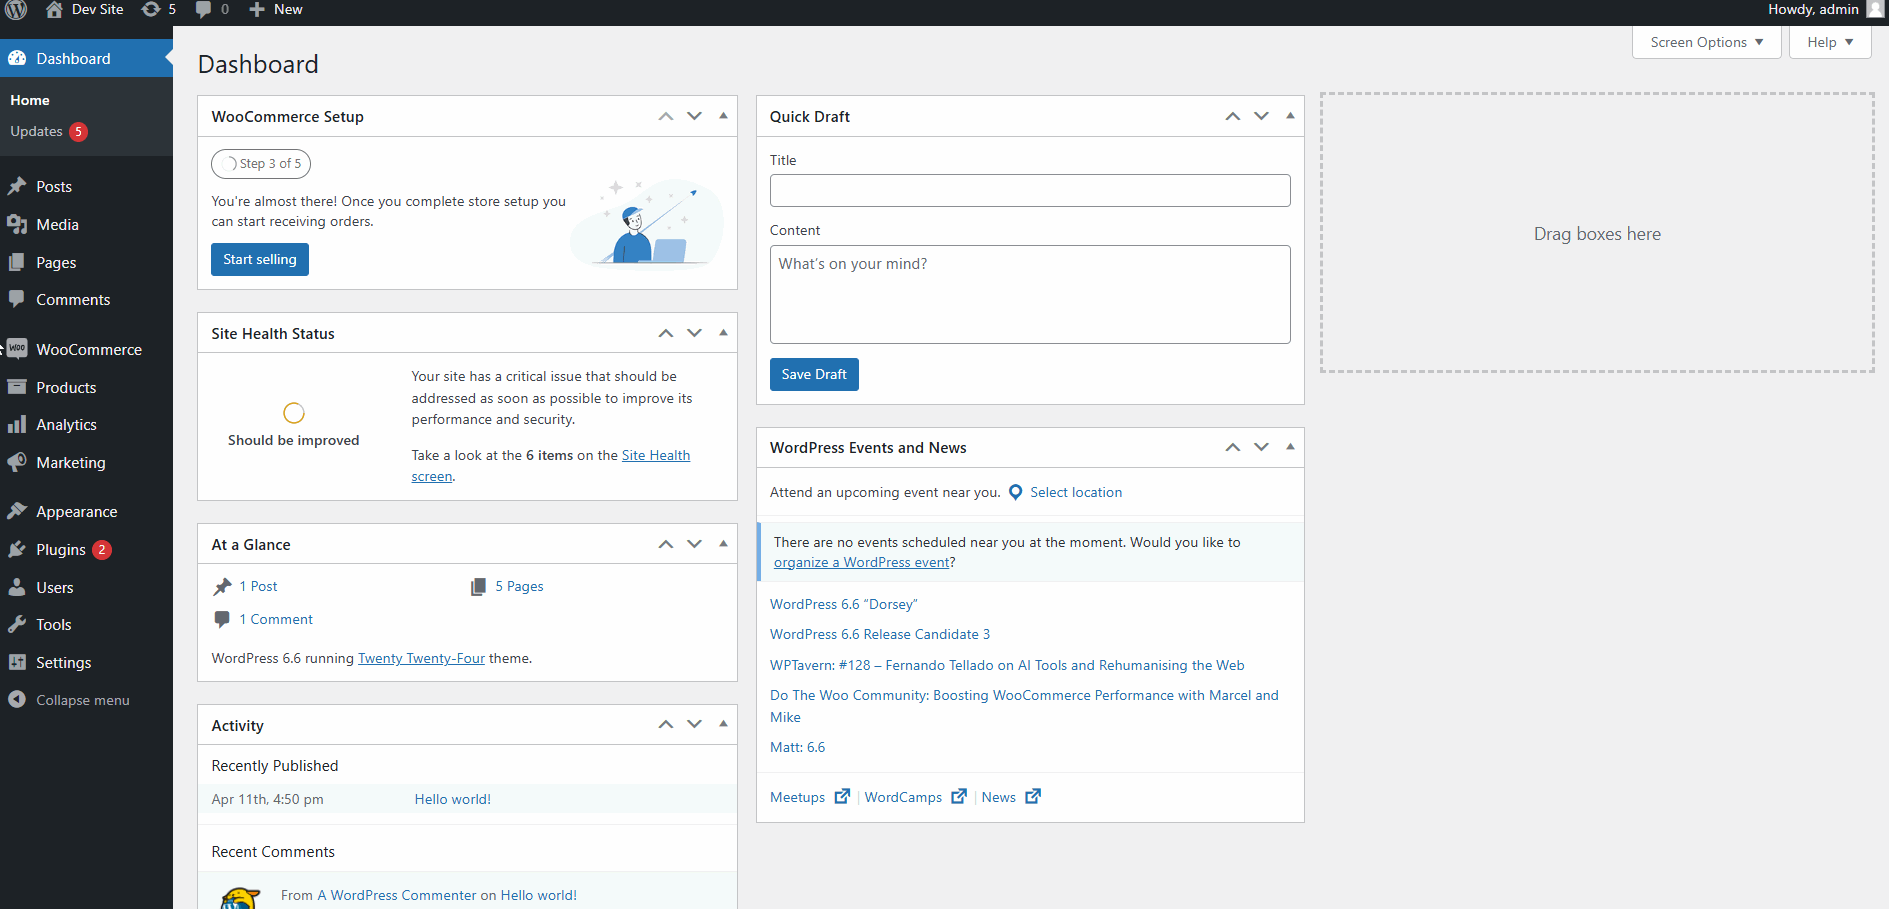 Dev Site 5 0 New Howdy, admin
Screen Options Help
Dashboard
Home
Updates 5
Posts
Media
Pages
Comments
Woo WooCommerce
Products
Analytics
Marketing
Appearance
Plugins 2
Users
Tools
Settings
Collapse menu
Dashboard
WooCommerce Setup
Step 3 of 5
You're almost there! Once you complete store setup you
can start receiving orders.
Start selling
Site Health Status
Should be improved
Your site has a critical issue that should be
addressed as soon as possible to improve its
performance and security.
Take a look at the 6 items on the Site Health
screen.
At a Glance
1 Post
5 Pages
1 Comment
WordPress 6.6 running Twenty Twenty-Four theme.
Activity
Recently Published
Apr 11th, 4:50 pm Hello world!
Recent Comments
From A WordPress Commenter on Hello world!
Quick Draft
Title
Content
What's on your mind?
Save Draft
WordPress Events and News
Attend an upcoming event near you. Select location
There are no events scheduled near you at the moment. Would you like to
organize a WordPress event?
WordPress 6.6 “Dorsey”
WordPress 6.6 Release Candidate 3
WPTavern: #128 – Fernando Tellado on AI Tools and Rehumanising the Web
Do The Woo Community: Boosting WooCommerce Performance with Marcel and
Mike
Matt: 6.6
Meetups | WordCamps | News
Drag boxes here